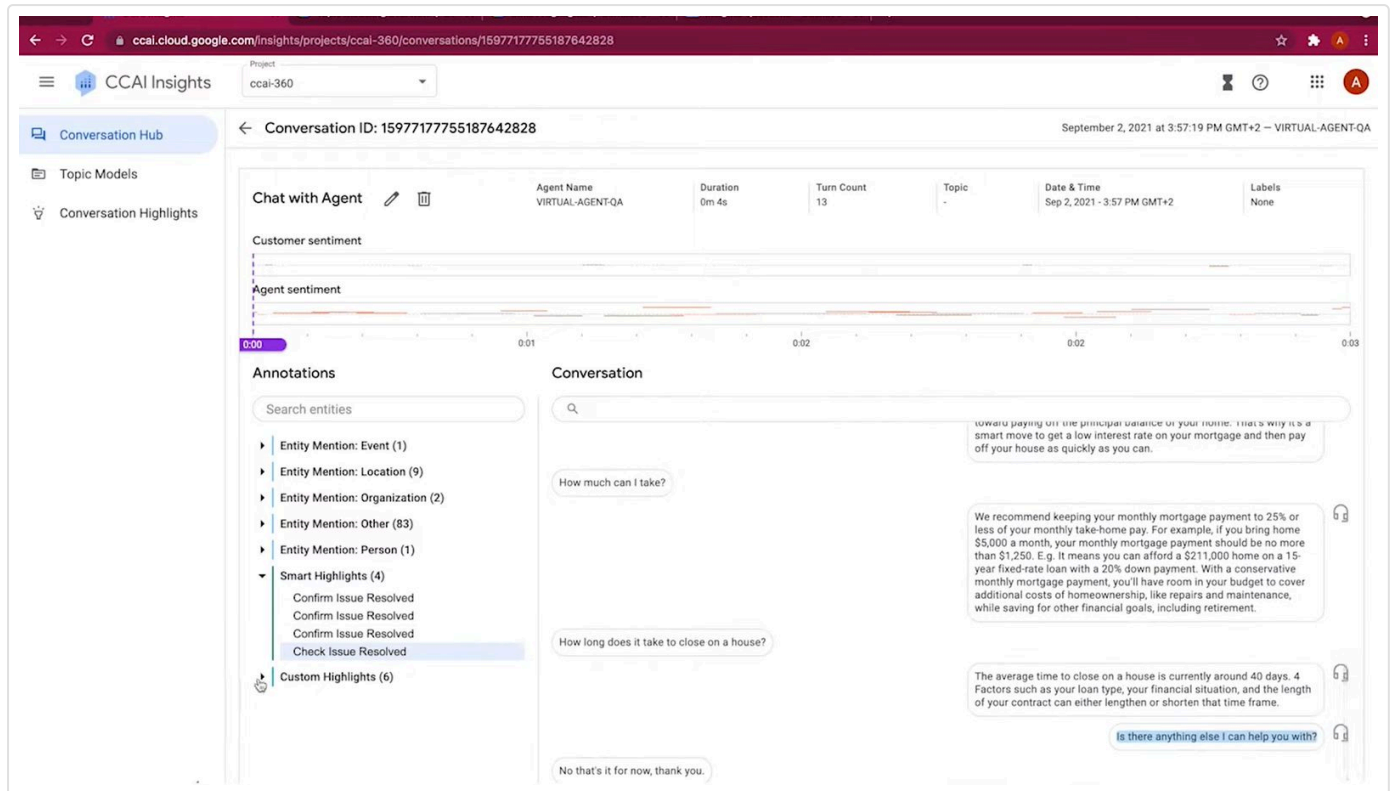 ccai.cloud.google.com/insights/projects/ccai-360/conversations/15977177755187642828
A
CCAI Insights
Project
ccai-360
A
Conversation Hub
Topic Models
Conversation Highlights
Conversation ID: 15977177755187642828
September 2, 2021 at 3:57:19 PM GMT+2 — VIRTUAL-AGENT-QA
Chat with Agent
Agent Name
VIRTUAL-AGENT-QA
Duration
0m 4s
Turn Count
13
Topic
-
Date & Time
Sep 2, 2021 - 3:57 PM GMT+2
Labels
None
Customer sentiment
Agent sentiment
0:00
0:01
0:02
0:02
0:03
Annotations
Search entities
Entity Mention: Event (1)
Entity Mention: Location (9)
Entity Mention: Organization (2)
Entity Mention: Other (83)
Entity Mention: Person (1)
Smart Highlights (4)
Confirm Issue Resolved
Confirm Issue Resolved
Confirm Issue Resolved
Check Issue Resolved
Custom Highlights (6)
Conversation
toward paying off the principal balance of your home. That's why it's a
smart move to get a low interest rate on your mortgage and then pay
off your house as quickly as you can.
How much can I take?
We recommend keeping your monthly mortgage payment to 25% or
less of your monthly take-home pay. For example, if you bring home
$5,000 a month, your monthly mortgage payment should be no more
than $1,250. E.g. It means you can afford a $211,000 home on a 15-
year fixed-rate loan with a 20% down payment. With a conservative
monthly mortgage payment, you'll have room in your budget to cover
additional costs of homeownership, like repairs and maintenance,
while saving for other financial goals, including retirement.
How long does it take to close on a house?
The average time to close on a house is currently around 40 days. 4
Factors such as your loan type, your financial situation, and the length
of your contract can either lengthen or shorten that time frame.
Is there anything else I can help you with?
No that's it for now, thank you.